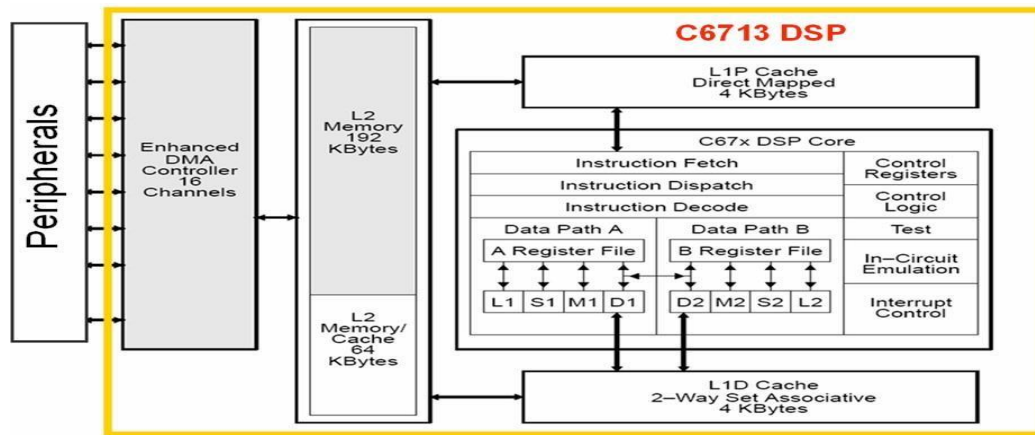 C6713 DSP
Peripherals
Enhanced
DMA
Controller
16
Channels
L2
Memory
192
KBytes
L2
Memory/
Cache
64
KBytes
L1P Cache
Direct Mapped
4 KBytes
C67x DSP Core
Instruction Fetch
Instruction Dispatch
Instruction Decode
Data Path A
A Register File
L1 S1 M1 D1
Data Path B
B Register File
D2 M2 S2 L2
Control
Registers
Control
Logic
Test
In–Circuit
Emulation
Interrupt
Control
L1D Cache
2–Way Set Associative
4 KBytes